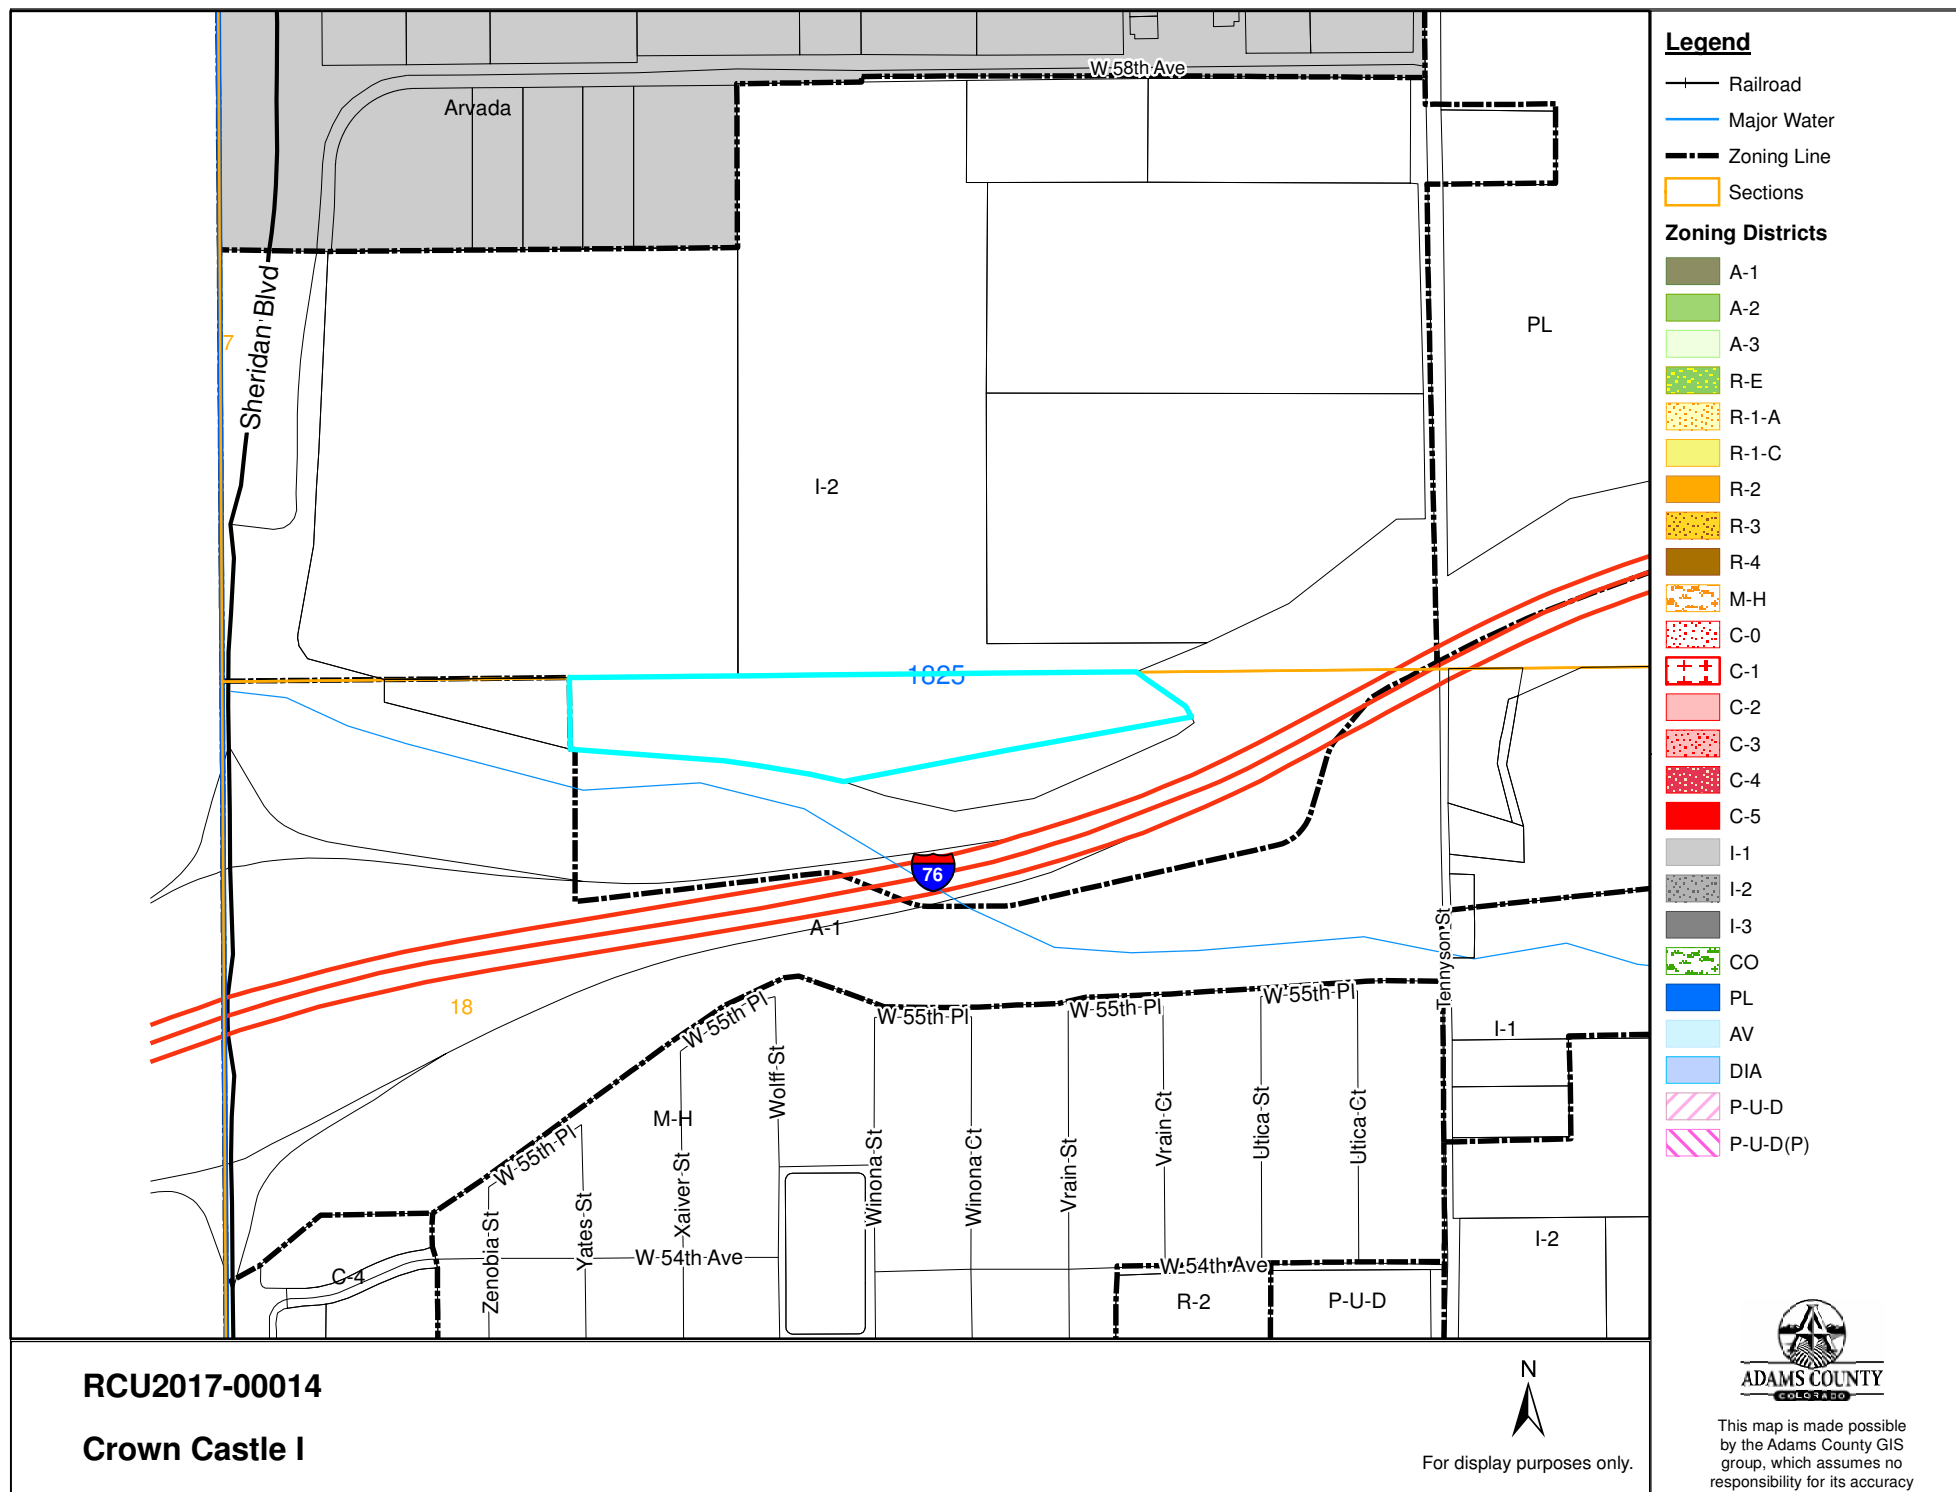 W 58th Ave
Arvada
Sheridan Blvd
7
PL
I-2
1825
76
A-1
18
Tennyson St
W 55th Pl
W 55th Pl
W 55th Pl
W 55th Pl
W 55th Pl
I-1
M-H
Wolff St
Winona St
Winona Ct
Vrain St
Vrain Ct
Utica St
Utica Ct
Zenobia St
Yates St
Xaiver St
W 54th Ave
W 54th Ave
C-4
R-2
P-U-D
I-2
Legend
Railroad
Major Water
Zoning Line
Sections
Zoning Districts
A-1
A-2
A-3
R-E
R-1-A
R-1-C
R-2
R-3
R-4
M-H
C-0
C-1
C-2
C-3
C-4
C-5
I-1
I-2
I-3
CO
PL
AV
DIA
P-U-D
P-U-D(P)
RCU2017-00014
Crown Castle I
N
For display purposes only.
ADAMS COUNTY
COLORADO
This map is made possible
by the Adams County GIS
group, which assumes no
responsibility for its accuracy